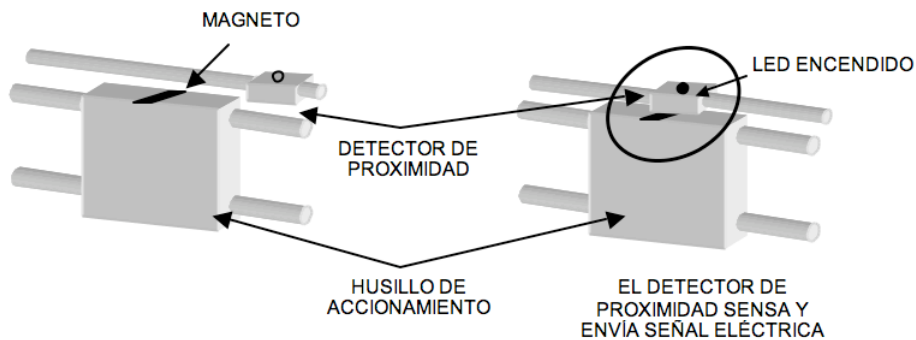 MAGNETO
LED ENCENDIDO
DETECTOR DE
PROXIMIDAD
HUSILLO DE
ACCIONAMIENTO
EL DETECTOR DE
PROXIMIDAD SENSA Y
ENVÍA SEÑAL ELÉCTRICA